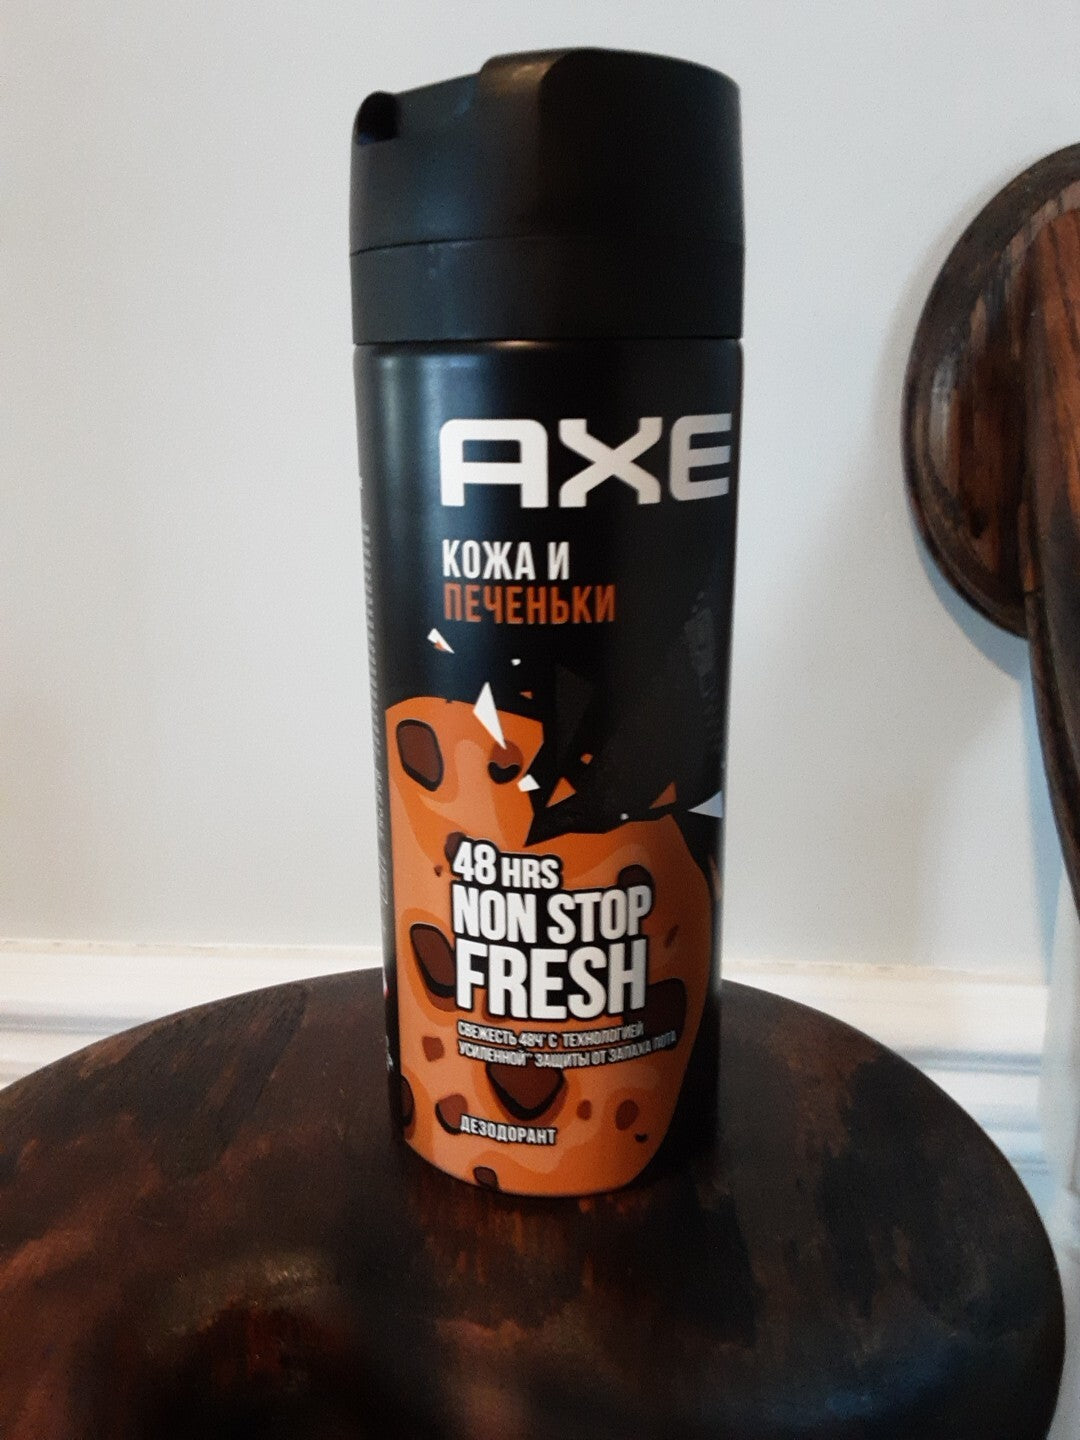 AXE
КОЖА И
ПЕЧЕНЬКИ
48 HRS
NON STOP
FRESH
СВЕЖЕСТЬ 48Ч* С ТЕХНОЛОГИЕЙ
УСИЛЕННОЙ** ЗАЩИТЫ ОТ ЗАПАХА ПОТА
ДЕЗОДОРАНТ